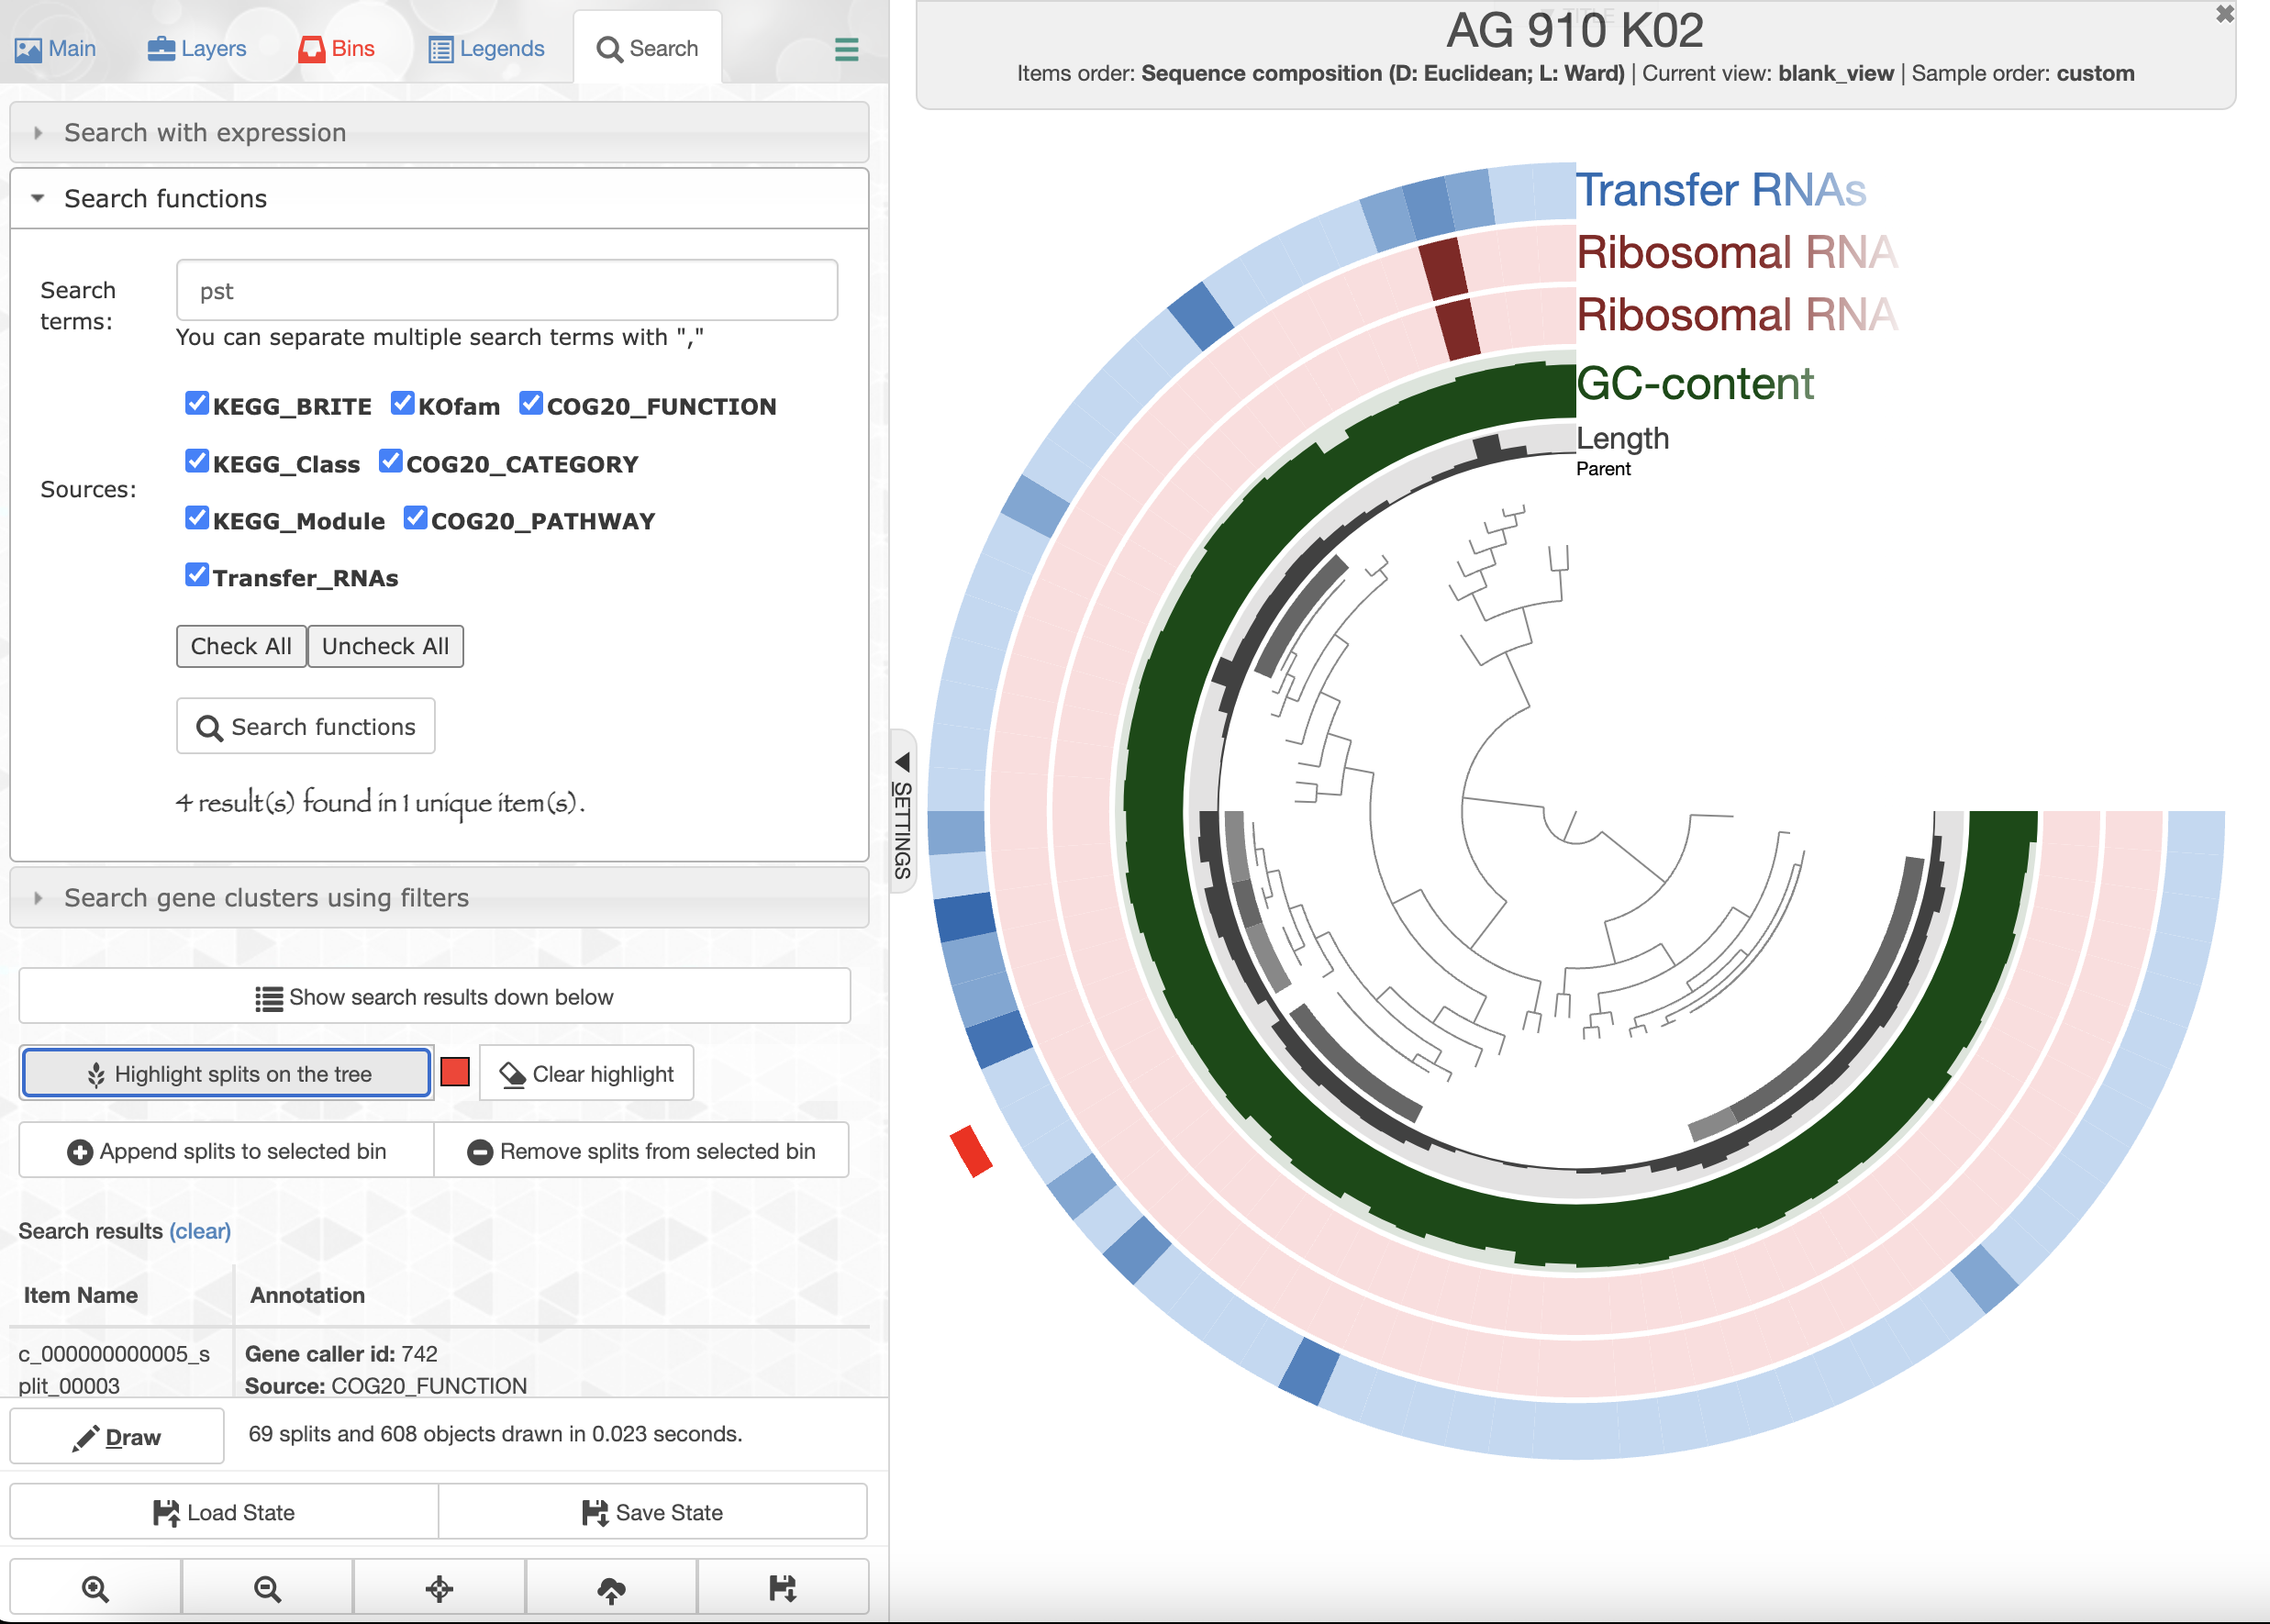 Main
Layers
Bins
Legends
Search
Search with expression
Search functions
Search
terms:
pst
You can separate multiple search terms with ","
Sources:
KEGG_BRITE KOfam COG20_FUNCTION
KEGG_Class COG20_CATEGORY
KEGG_Module COG20_PATHWAY
Transfer_RNAs
Check All Uncheck All
Search functions
4 result(s) found in 1 unique item(s).
Search gene clusters using filters
Show search results down below
Highlight splits on the tree
Clear highlight
Append splits to selected bin
Remove splits from selected bin
Search results (clear)
Item Name Annotation
c_000000000005_s
plit_00003
Gene caller id: 742
Source: COG20_FUNCTION
Draw
69 splits and 608 objects drawn in 0.023 seconds.
Load State
Save State
SETTINGS
TITLE
AG 910 K02
Items order: Sequence composition (D: Euclidean; L: Ward) | Current view: blank_view | Sample order: custom
Transfer RNAs
Ribosomal RNA
Ribosomal RNA
GC-content
Length
Parent